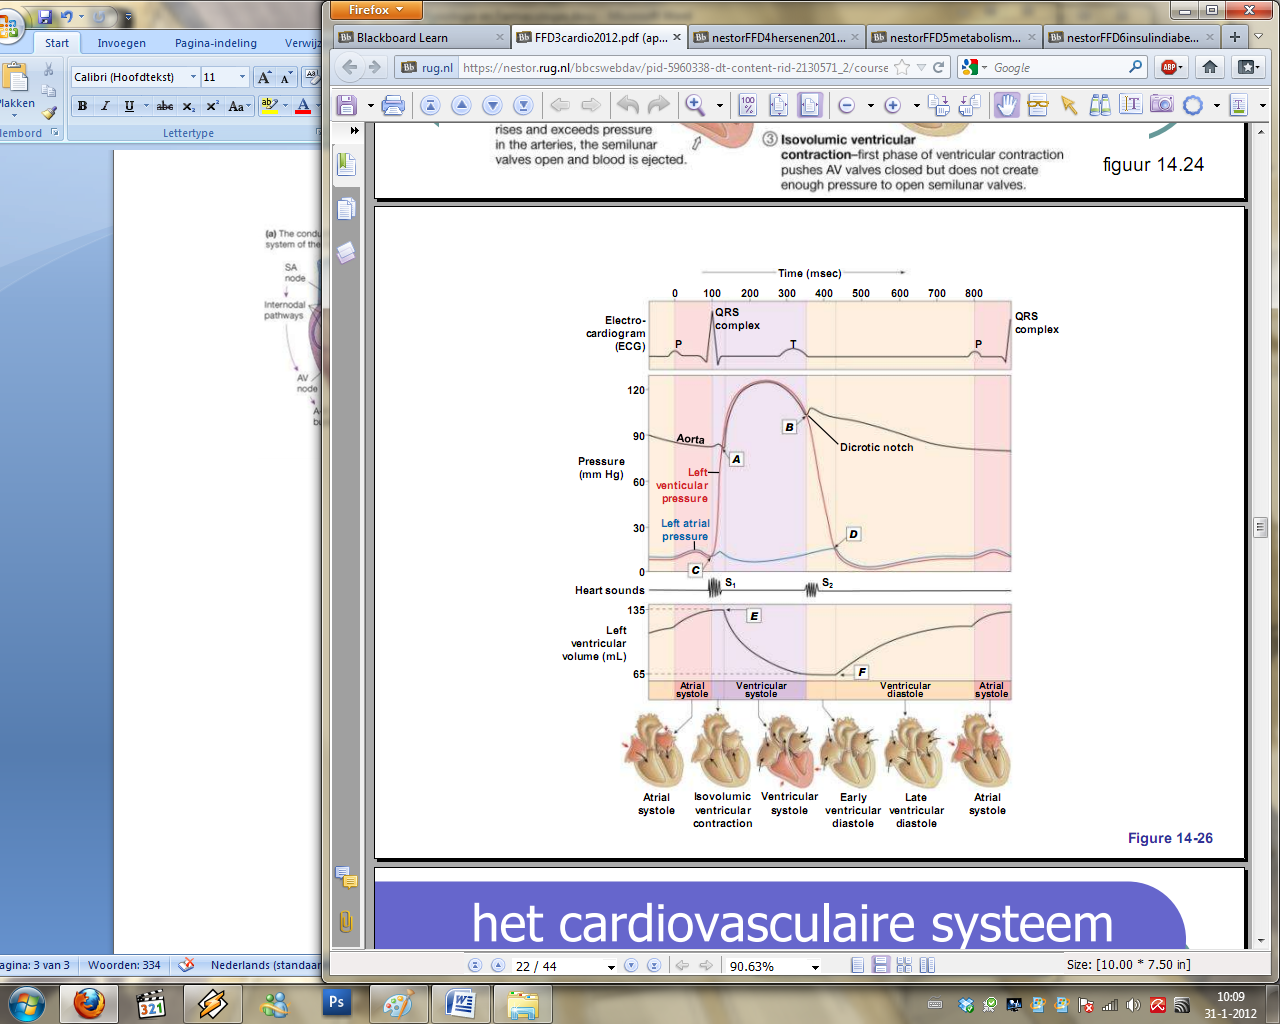 Firefox
Start
Invoegen
Pagina-indeling
Verwij
Plakken
Calibri (Hoofdtekst)
11
Lettertype
Blackboard Learn
FFD3cardio2012.pdf (ap...
nestorFFD4hersenen201...
nestorFFD5metabolism...
nestorFFD6insulindiabe...
rug.nl
https://nestor.rug.nl/bbcswebdav/pid-5960338-dt-content-rid-2130571_2/course
Google
(a) The condu
system of the
SA
node
Internodal
pathways
AV
node
rises and exceeds pressure
in the arteries, the semilunar
valves open and blood is ejected.
3 Isovolumic ventricular
contraction–first phase of ventricular contraction
pushes AV valves closed but does not create
enough pressure to open semilunar valves.
figuur 14.24
Time (msec)
0 100 200 300 400 500 600 700 800
Electro-
cardiogram
(ECG)
P
QRS
complex
T
P
QRS
complex
Pressure
(mm Hg)
120
90
60
30
0
Aorta
A
B
Dicrotic notch
Left
venticular
pressure
Left atrial
pressure
C
D
Heart sounds
S1
S2
Left
ventricular
volume (mL)
135
65
E
F
Atrial
systole
Ventricular
systole
Ventricular
diastole
Atrial
systole
Atrial
systole
Isovolumic
ventricular
contraction
Ventricular
systole
Early
ventricular
diastole
Late
ventricular
diastole
Atrial
systole
Figure 14-26
het cardiovasculaire systeem
22 / 44
90.63%
Size: [10.00 * 7.50 in]
agina: 3 van 3
Woorden: 334
Nederlands (standaar
10:09
31-1-2012